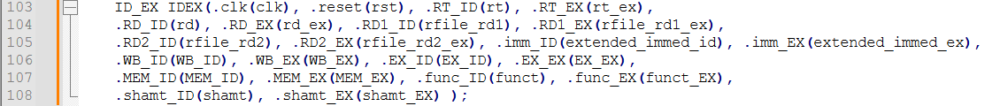 103 ID_EX IDEX(.clk(clk), .reset(rst), .RT_ID(rt), .RT_EX(rt_ex),
104 .RD_ID(rd), .RD_EX(rd_ex), .RD1_ID(rfile_rd1), .RD1_EX(rfile_rd1_ex),
105 .RD2_ID(rfile_rd2), .RD2_EX(rfile_rd2_ex), .imm_ID(extended_immed_id), .imm_EX(extended_immed_ex),
106 .WB_ID(WB_ID), .WB_EX(WB_EX), .EX_ID(EX_ID), .EX_EX(EX_EX),
107 .MEM_ID(MEM_ID), .MEM_EX(MEM_EX), .func_ID(funct), .func_EX(funct_EX),
108 .shamt_ID(shamt), .shamt_EX(shamt_EX) );